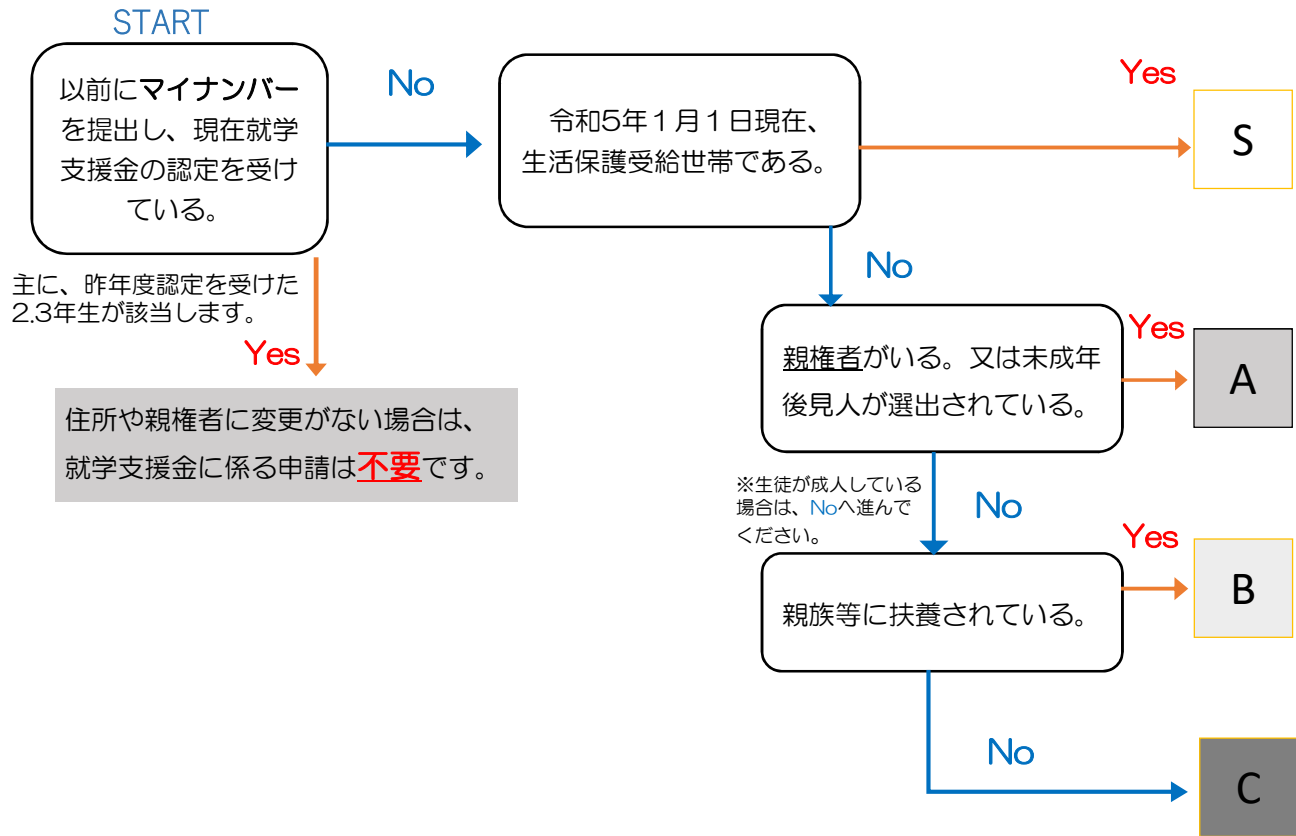 START
以前にマイナンバー
を提出し、現在就学
支援金の認定を受け
ている。
No
令和5年１月１日現在、
生活保護受給世帯である。
Yes
S
主に、昨年度認定を受けた
2,3年生が該当します。
Yes
住所や親権者に変更がない場合は、
就学支援金に係る申請は不要です。
No
親権者がいる。又は未成年
後見人が選出されている。
Yes
A
※生徒が成人している
場合は、Noへ進んで
ください。
No
親族等に扶養されている。
Yes
B
No
C